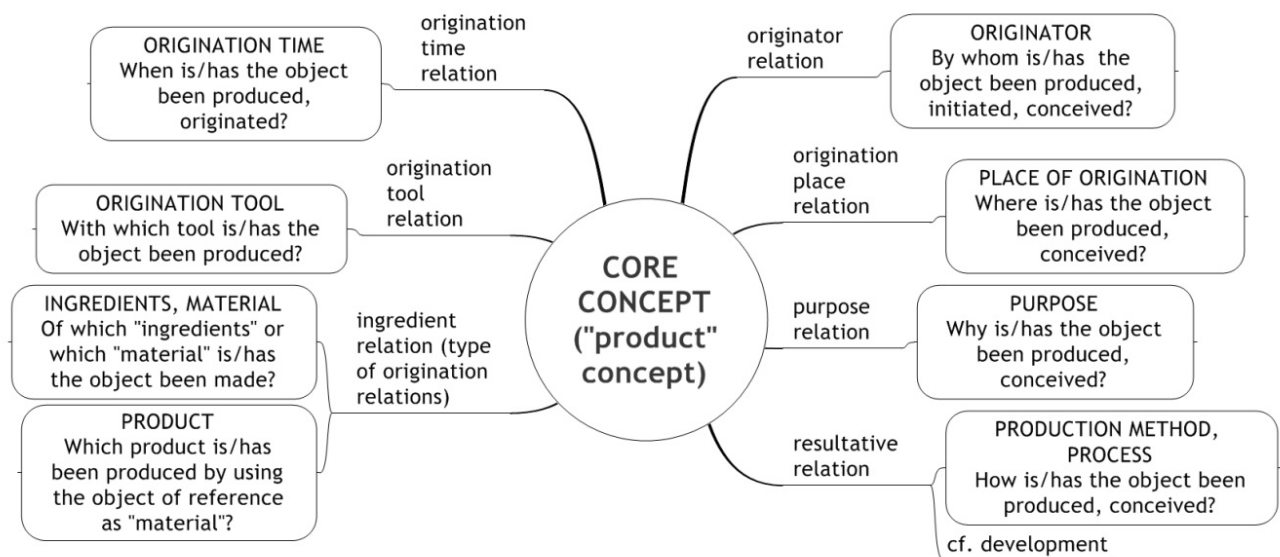 ORIGINATION TIME
When is/has the object
been produced,
originated?
origination
time
relation
ORIGINATION TOOL
With which tool is/has the
object been produced?
origination
tool
relation
INGREDIENTS, MATERIAL
Of which "ingredients" or
which "material" is/has
the object been made?
PRODUCT
Which product is/has
been produced by using
the object of reference
as "material"?
ingredient
relation (type
of origination
relations)
CORE
CONCEPT
("product"
concept)
originator
relation
ORIGINATOR
By whom is/has the
object been produced,
initiated, conceived?
origination
place
relation
PLACE OF ORIGINATION
Where is/has the object
been produced,
conceived?
purpose
relation
PURPOSE
Why is/has the object
been produced,
conceived?
resultative
relation
PRODUCTION METHOD,
PROCESS
How is/has the object been
produced, conceived?
cf. development